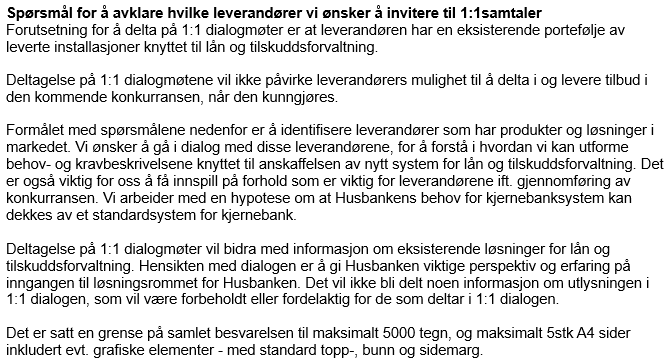 Spørsmål for å avklare hvilke leverandører vi ønsker å invitere til 1:1samtaler
Forutsetning for å delta på 1:1 dialogmøter er at leverandøren har en eksisterende portefølje av
leverte installasjoner knyttet til lån og tilskuddsforvaltning.
Deltagelse på 1:1 dialogmøtene vil ikke påvirke leverandørers mulighet til å delta i og levere tilbud i
den kommende konkurransen, når den kunngjøres.
Formålet med spørsmålene nedenfor er å identifisere leverandører som har produkter og løsninger i
markedet. Vi ønsker å gå i dialog med disse leverandørene, for å forstå i hvordan vi kan utforme
behov- og kravbeskrivelsene knyttet til anskaffelsen av nytt system for lån og tilskuddsforvaltning. Det
er også viktig for oss å få innspill på forhold som er viktig for leverandørene ift. gjennomføring av
konkurransen. Vi arbeider med en hypotese om at Husbankens behov for kjernebanksystem kan
dekkes av et standardsystem for kjernebank.
Deltagelse på 1:1 dialogmøter vil bidra med informasjon om eksisterende løsninger for lån og
tilskuddsforvaltning. Hensikten med dialogen er å gi Husbanken viktige perspektiv og erfaring på
inngangen til løsningsrommet for Husbanken. Det vil ikke bli delt noen informasjon om utlysningen i
1:1 dialogen, som vil være forbeholdt eller fordelaktig for de som deltar i 1:1 dialogen.
Det er satt en grense på samlet besvarelsen til maksimalt 5000 tegn, og maksimalt 5stk A4 sider
inkludert evt. grafiske elementer - med standard topp-, bunn og sidemarg.